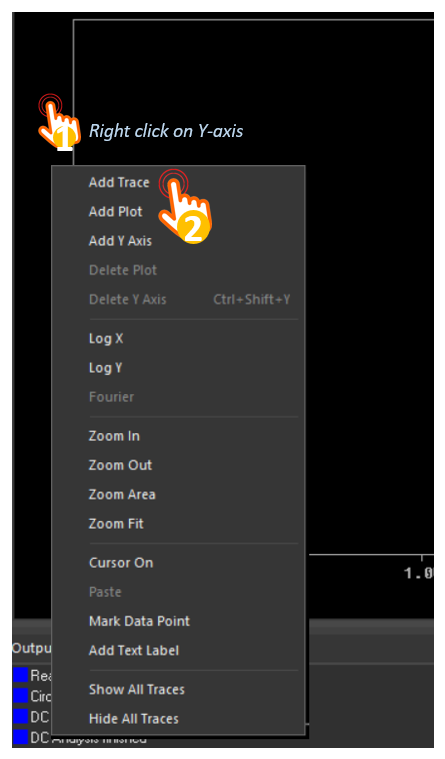 1
Right click on Y-axis
Add Trace
2
Add Plot
Add Y Axis
Delete Plot
Delete Y Axis Ctrl+Shift+Y
Log X
Log Y
Fourier
Zoom In
Zoom Out
Zoom Area
Zoom Fit
Cursor On
1.0
Paste
Mark Data Point
Add Text Label
Outpu
Show All Traces
Rea
Circ
Hide All Traces
DC
DC Analysis finished